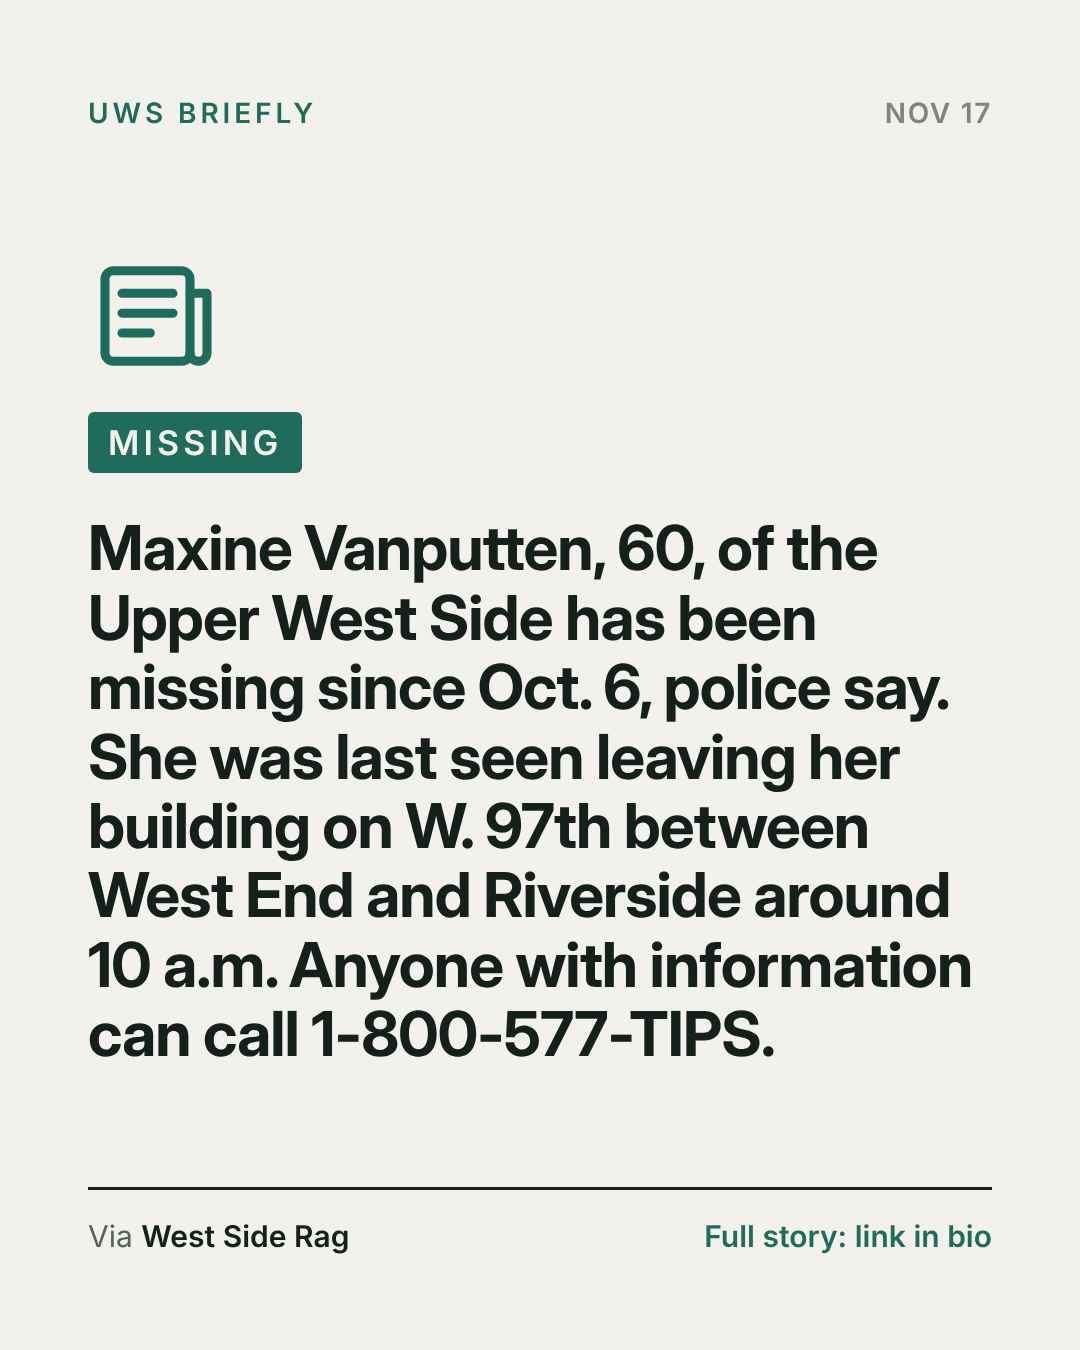 UWS BRIEFLY
NOV 17
MISSING
Maxine Vanputten, 60, of the
Upper West Side has been
missing since Oct. 6, police say.
She was last seen leaving her
building on W. 97th between
West End and Riverside around
10 a.m. Anyone with information
can call 1-800-577-TIPS.
Via West Side Rag
Full story: link in bio